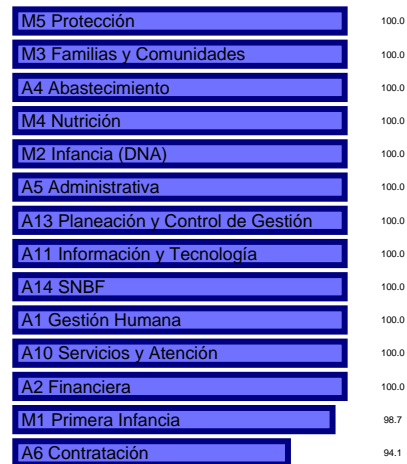 M5 Protección 100.0
M3 Familias y Comunidades 100.0
A4 Abastecimiento 100.0
M4 Nutrición 100.0
M2 Infancia (DNA) 100.0
A5 Administrativa 100.0
A13 Planeación y Control de Gestión 100.0
A11 Información y Tecnología 100.0
A14 SNBF 100.0
A1 Gestión Humana 100.0
A10 Servicios y Atención 100.0
A2 Financiera 100.0
M1 Primera Infancia 98.7
A6 Contratación 94.1